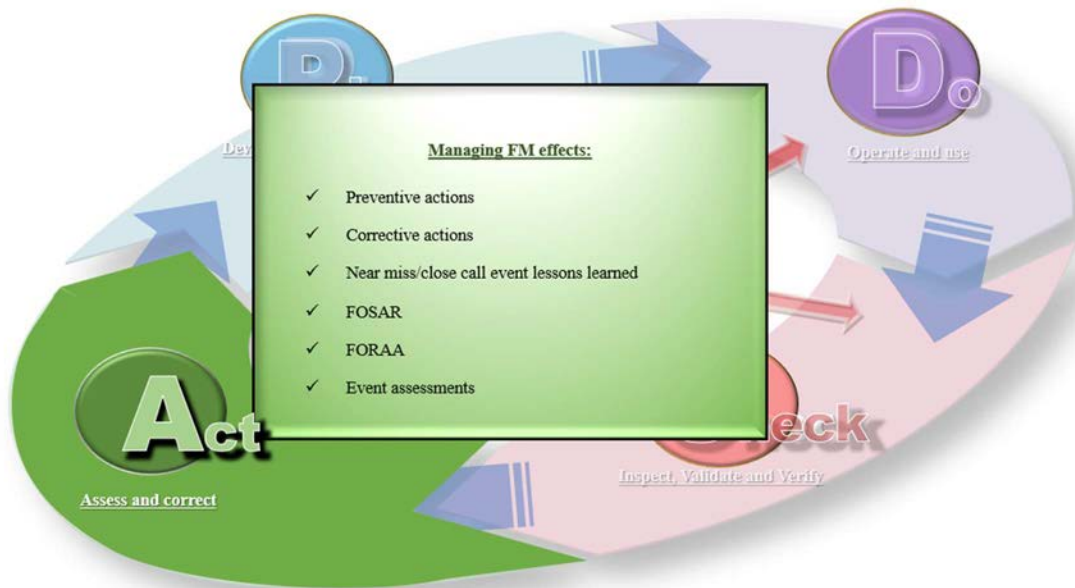 Do
Operate and use
Managing FM effects:
Preventive actions
Corrective actions
Near miss/close call event lessons learned
FOSAR
FORAA
Event assessments
Act
Assess and correct
Inspect, Validate and Verify